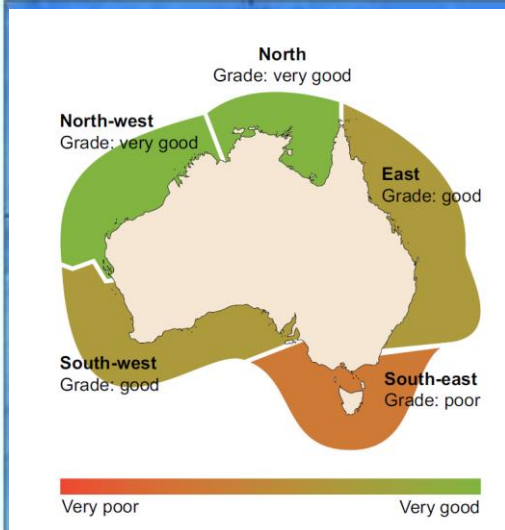 North
Grade: very good
North-west
Grade: very good
East
Grade: good
South-west
Grade: good
South-east
Grade: poor
Very poor
Very good